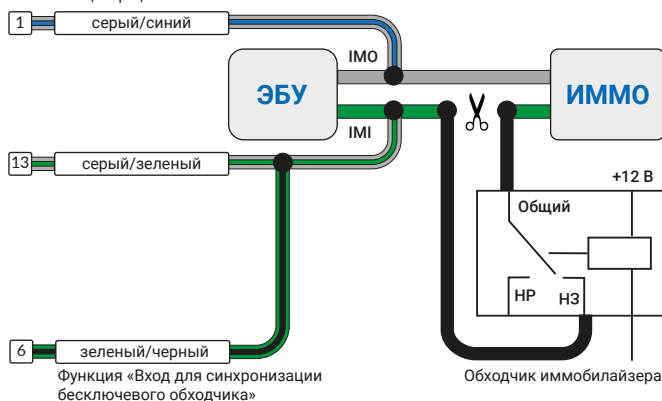 1
серый/синий
IMO
ЭБУ
ИММО
IMI
13
серый/зеленый
+12 В
Общий
НР
НЗ
6
зеленый/черный
Функция «Вход для синхронизации
бесключевого обходчика»
Обходчик иммобилайзера